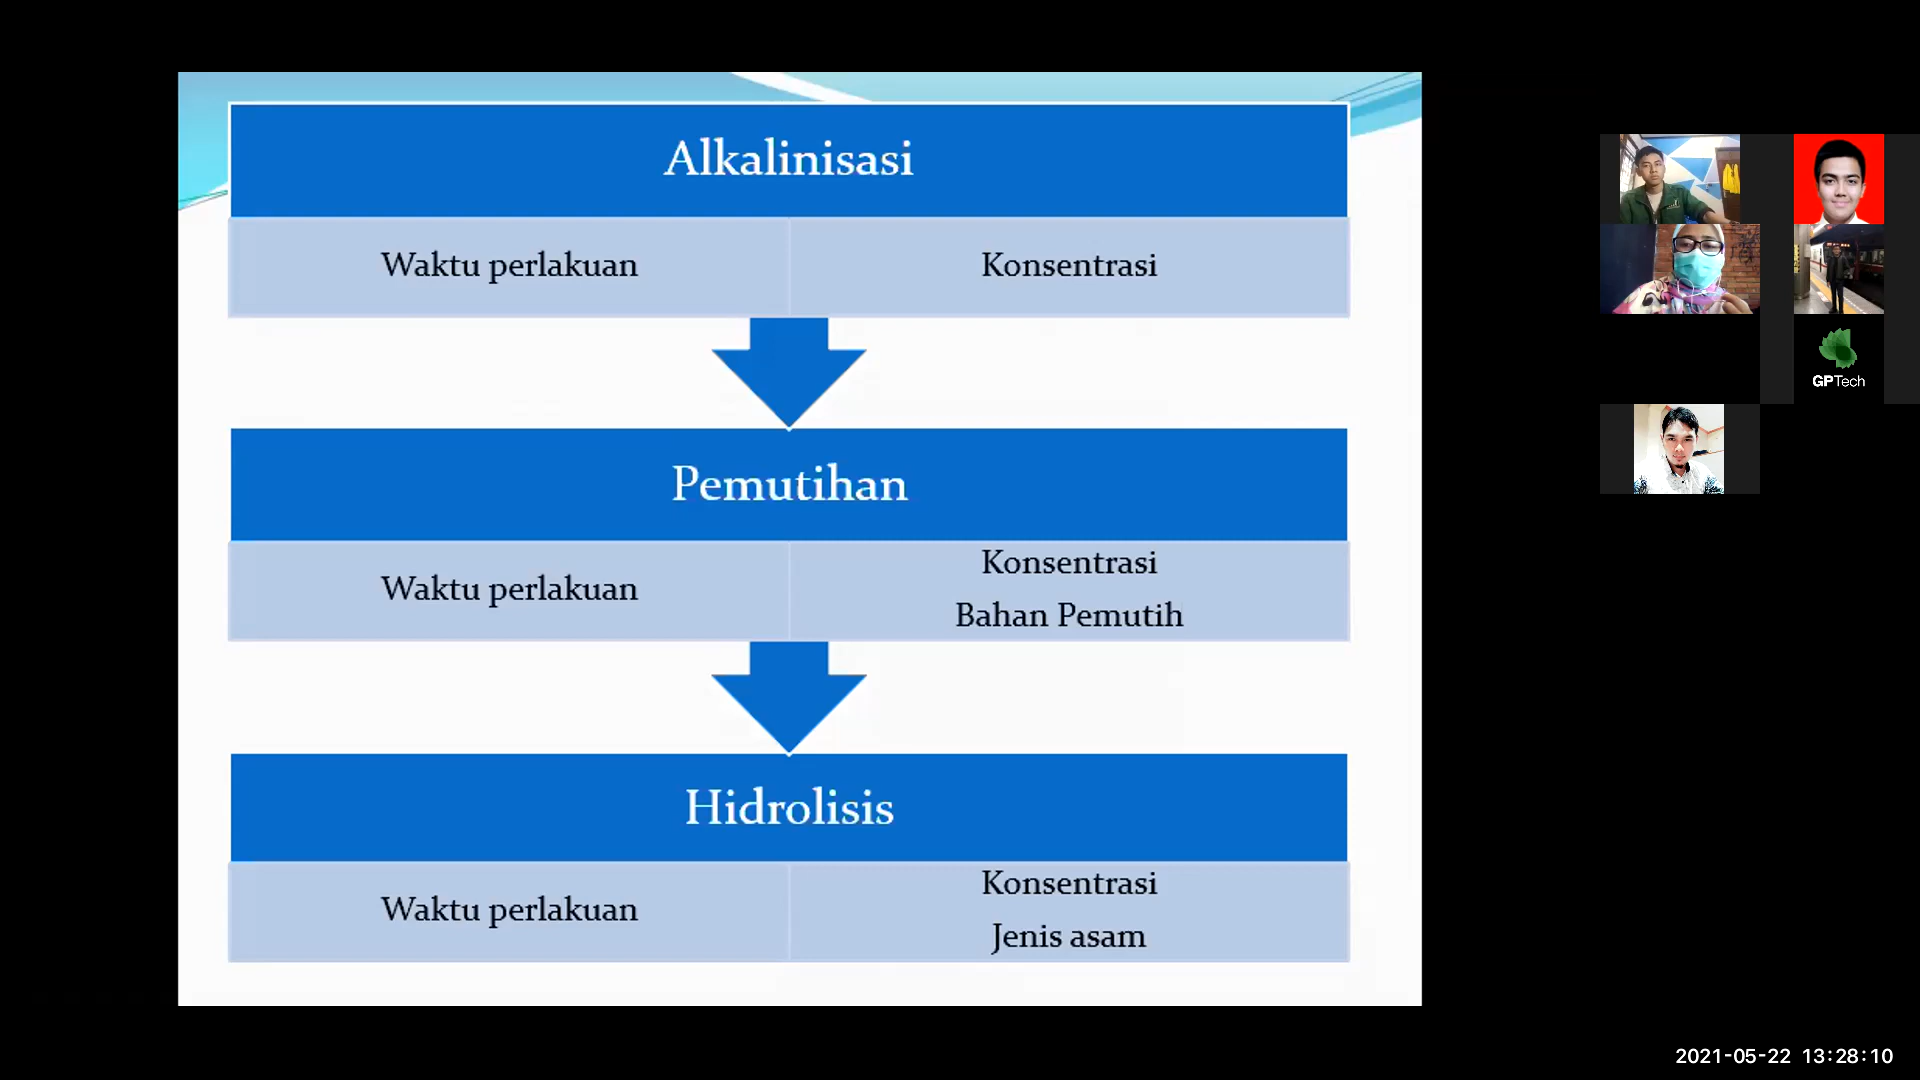 Alkalinisasi
Waktu perlakuan
Konsentrasi
Pemutihan
Waktu perlakuan
Konsentrasi
Bahan Pemutih
Hidrolisis
Waktu perlakuan
Konsentrasi
Jenis asam
GPTech
2021-05-22 13:28:10